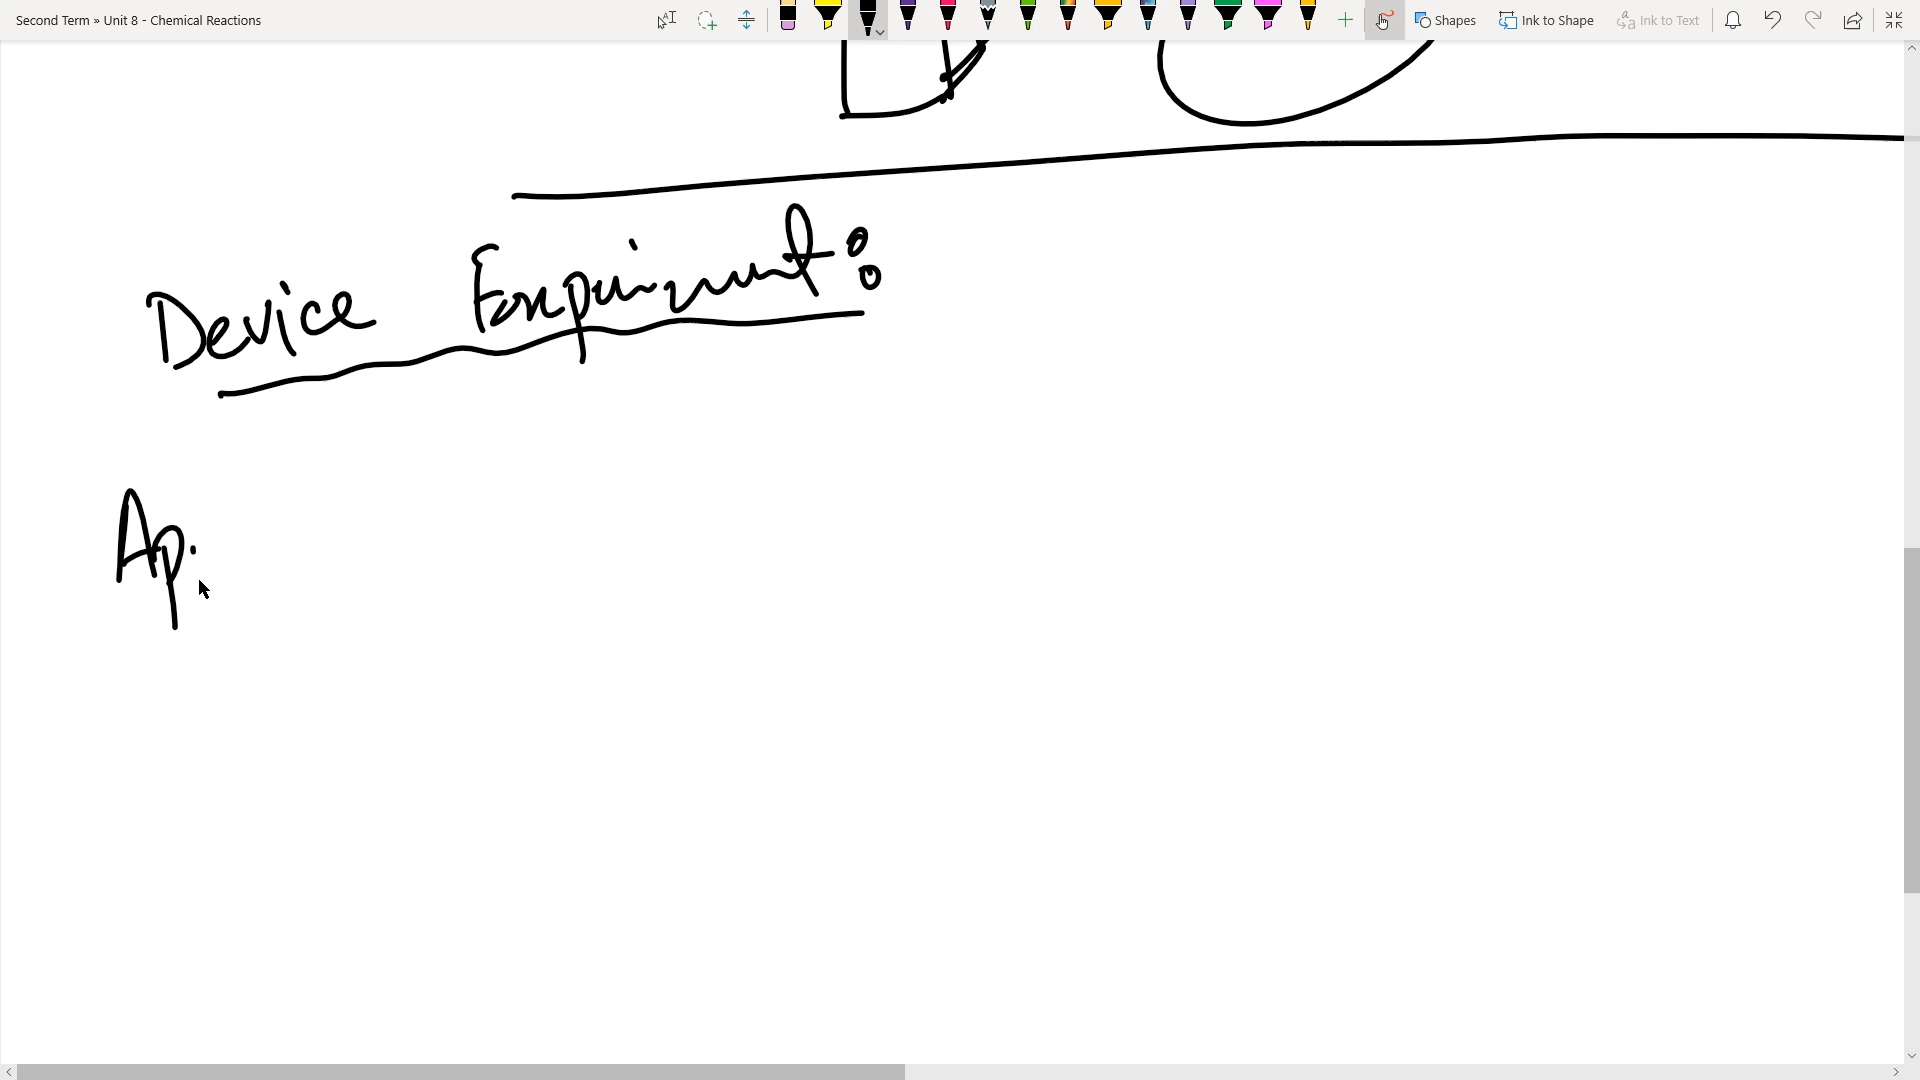 Second Term » Unit 8 - Chemical Reactions
Shapes
Ink to Shape
Ink to Text
Device Experiment:
Ap.